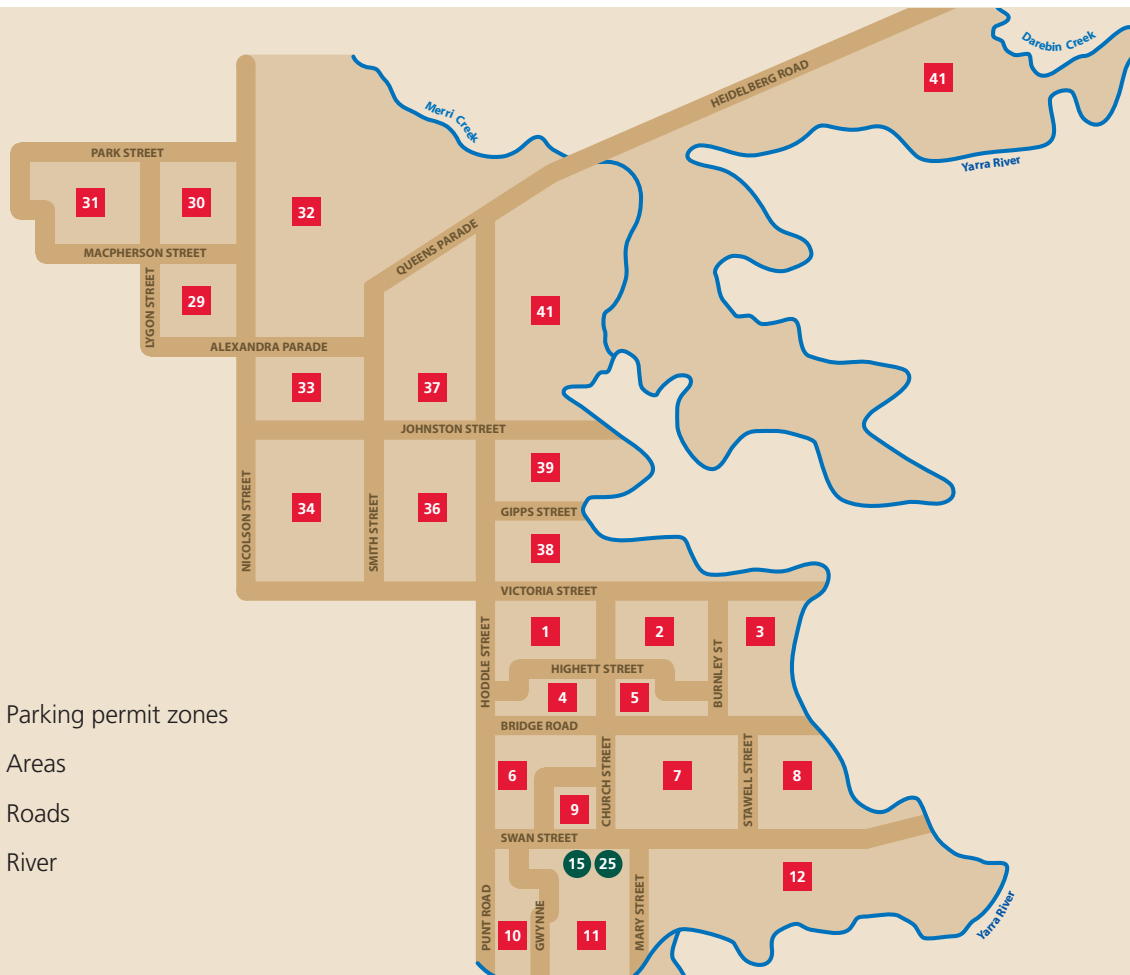 Darebin Creek
41
HEIDELBERG ROAD
Merri Creek
Yarra River
PARK STREET
31
30
32
QUEENS PARADE
MACPHERSON STREET
LYGON STREET
29
41
ALEXANDRA PARADE
33
37
JOHNSTON STREET
39
NICOLSON STREET
34
SMITH STREET
36
GIPPS STREET
38
VICTORIA STREET
HODDLE STREET
1
2
BURNLEY ST
3
HIGHETT STREET
4
5
BRIDGE ROAD
6
CHURCH STREET
7
STAWELL STREET
8
9
SWAN STREET
15
25
12
PUNT ROAD
10
GWYNNE
11
MARY STREET
Yarra River
Parking permit zones
Areas
Roads
River